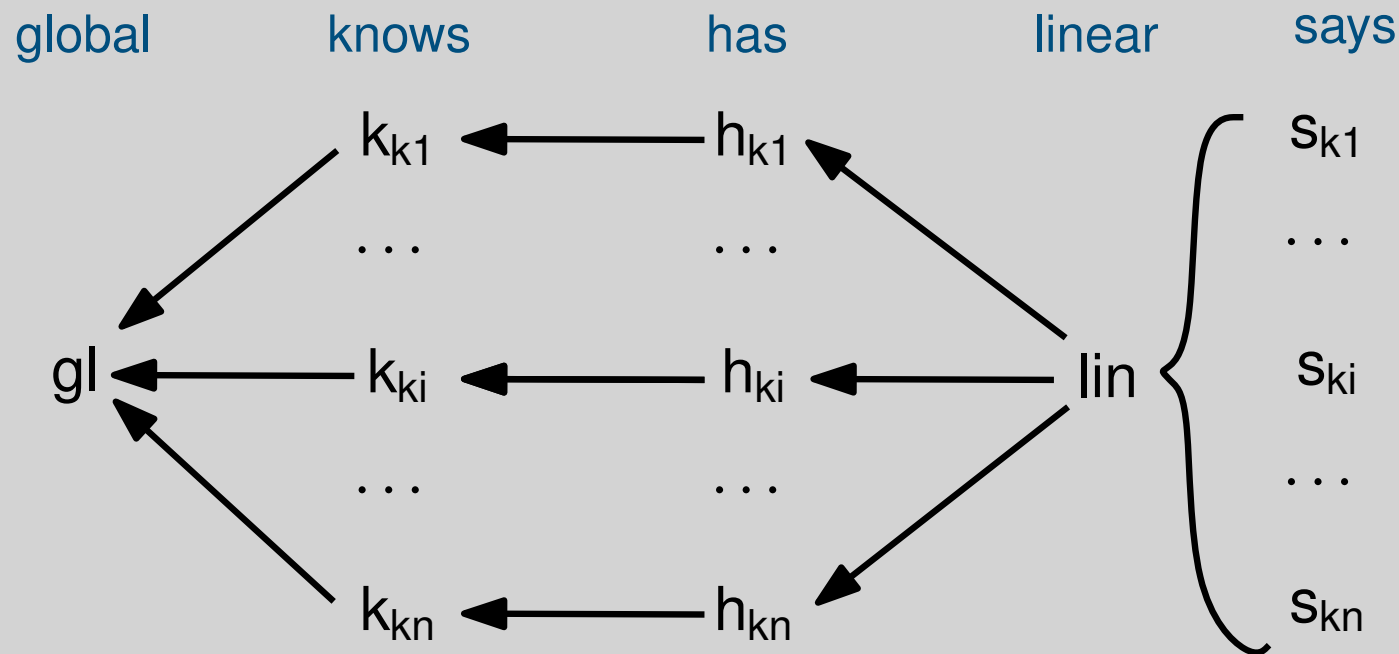 global knows has linear says
k_k1 h_k1 s_k1
... ... ...
gl k_ki h_ki lin s_ki
... ... ...
k_kn h_kn s_kn